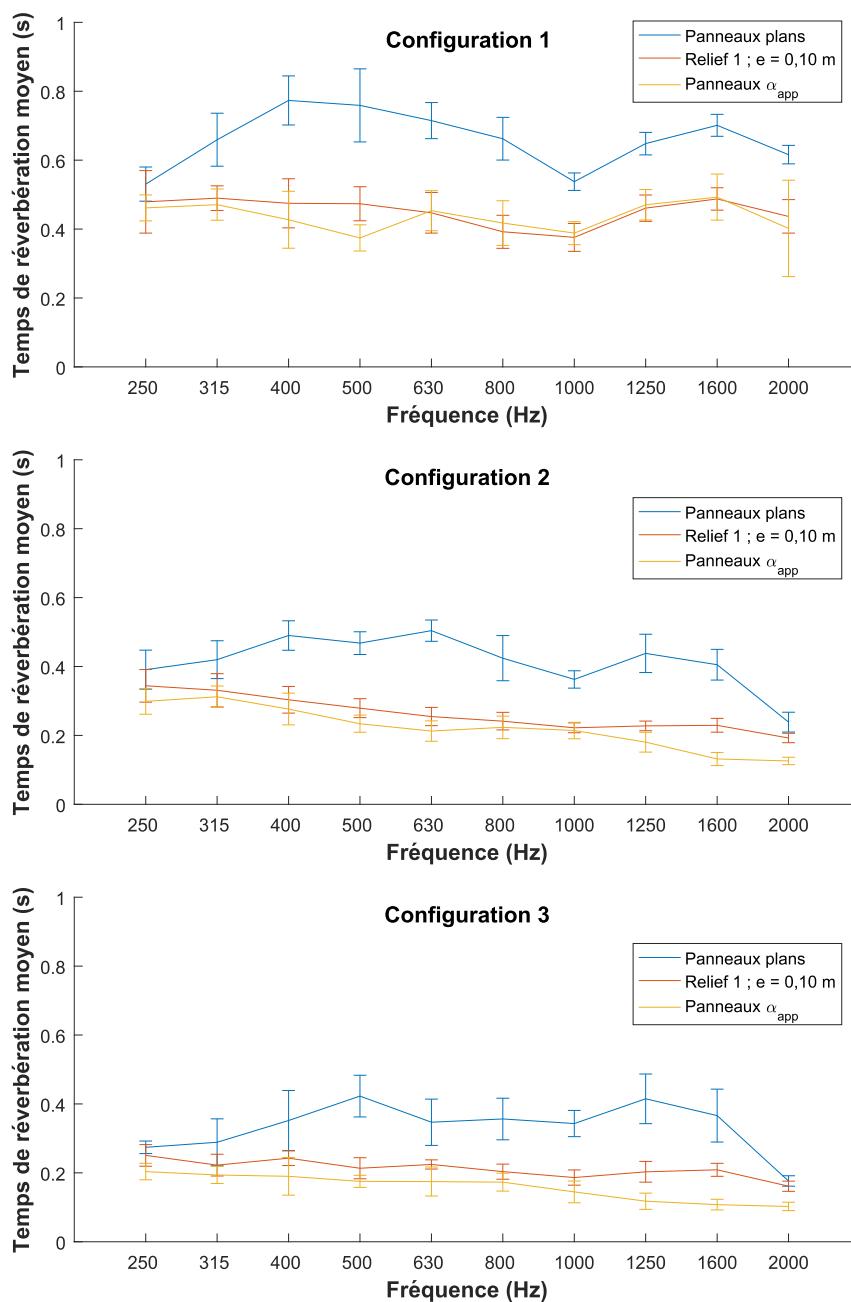 Configuration 1
Panneaux plans
Relief 1 ; e = 0,10 m
Panneaux α_app
Temps de réverbération moyen (s)
1
0.8
0.6
0.4
0.2
0
250 315 400 500 630 800 1000 1250 1600 2000
Fréquence (Hz)
Configuration 2
Panneaux plans
Relief 1 ; e = 0,10 m
Panneaux α_app
Temps de réverbération moyen (s)
1
0.8
0.6
0.4
0.2
0
250 315 400 500 630 800 1000 1250 1600 2000
Fréquence (Hz)
Configuration 3
Panneaux plans
Relief 1 ; e = 0,10 m
Panneaux α_app
Temps de réverbération moyen (s)
1
0.8
0.6
0.4
0.2
0
250 315 400 500 630 800 1000 1250 1600 2000
Fréquence (Hz)